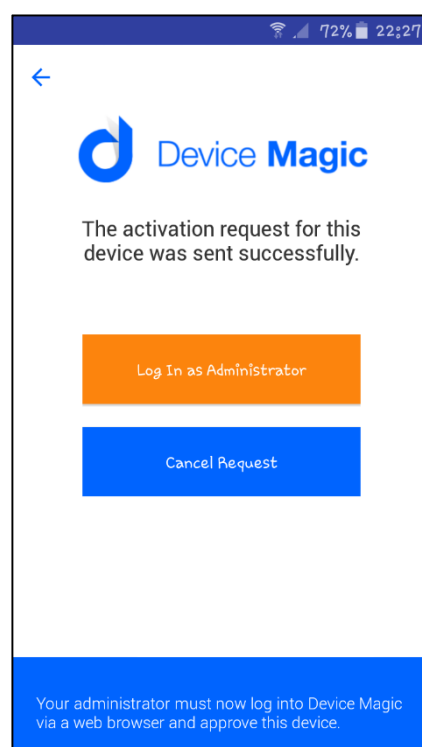 72% 22:27
Device Magic
The activation request for this
device was sent successfully.
Log In as Administrator
Cancel Request
Your administrator must now log into Device Magic
via a web browser and approve this device.